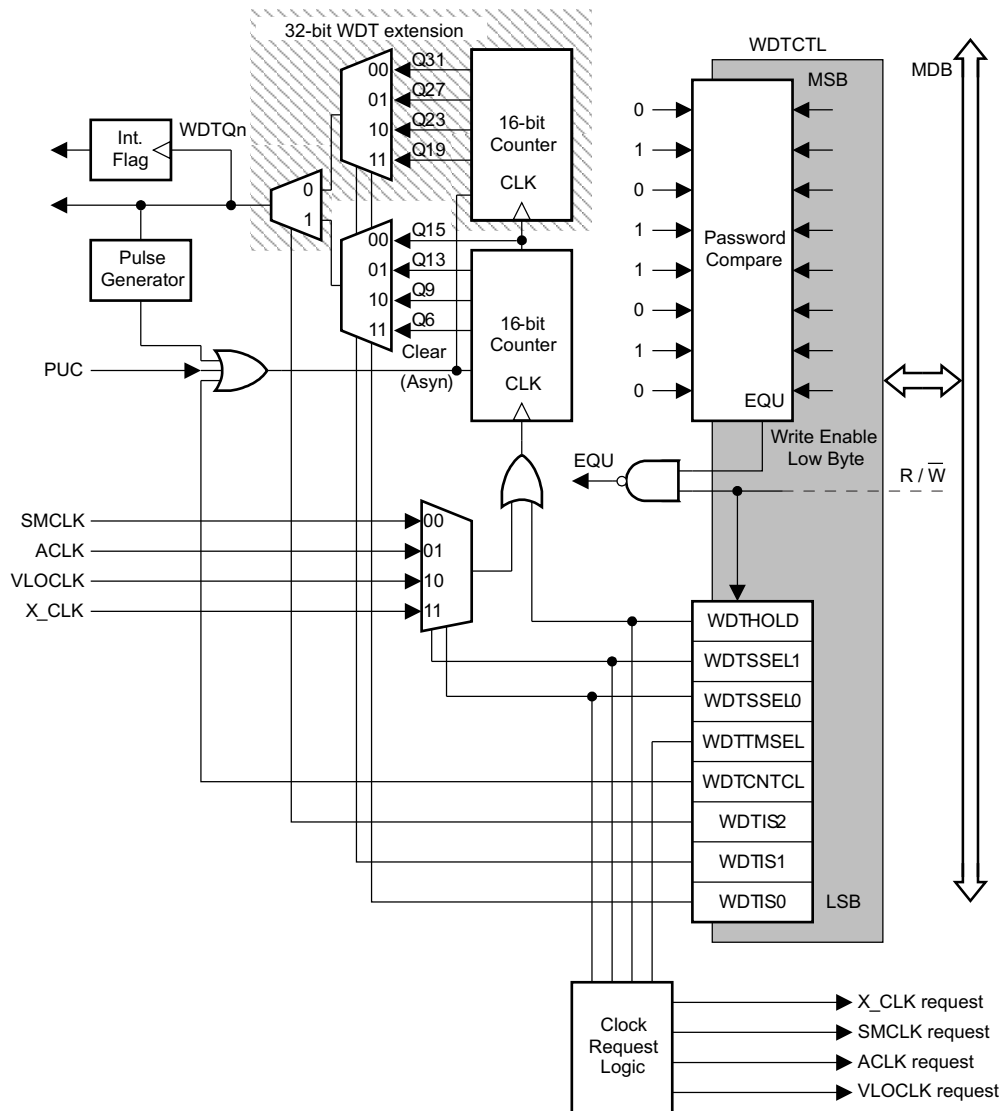 32-bit WDT extension
Q31
Q27
Q23
Q19
00
01
10
11
16-bit
Counter
CLK
WDTQn
Int.
Flag
0
1
Pulse
Generator
Q15
Q13
Q9
Q6
00
01
10
11
16-bit
Counter
CLK
Clear
(Asyn)
PUC
WDTCTL
MDB
MSB
0
1
0
1
1
0
1
0
Password
Compare
EQU
Write Enable
Low Byte
EQU
R / W̅
SMCLK
ACLK
VLOCLK
X_CLK
00
01
10
11
WDTHOLD
WDTSSEL1
WDTSSEL0
WDTTMSEL
WDTCNTCL
WDTIS2
WDTIS1
WDTIS0
LSB
Clock
Request
Logic
X_CLK request
SMCLK request
ACLK request
VLOCLK request